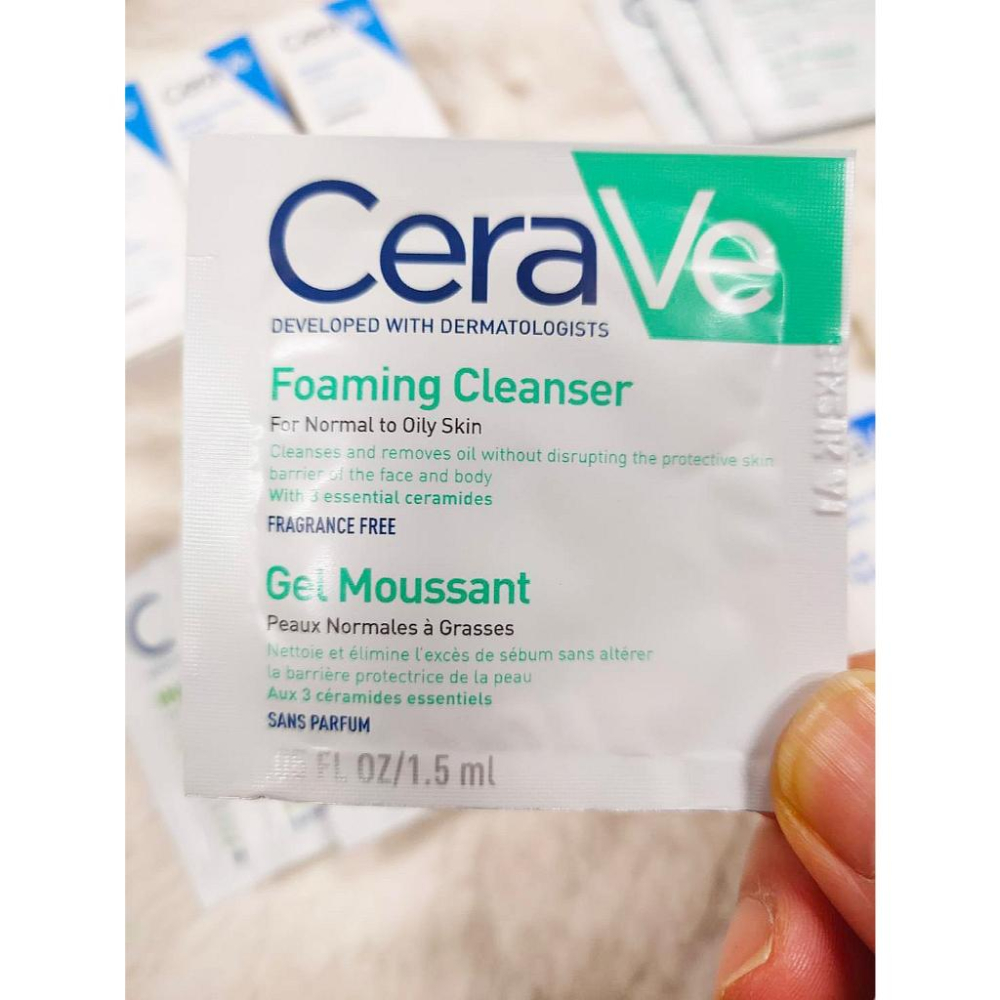 CeraVe
DEVELOPED WITH DERMATOLOGISTS
Foaming Cleanser
For Normal to Oily Skin
Cleanses and removes oil without disrupting the protective skin
barrier of the face and body
With 3 essential ceramides
FRAGRANCE FREE
Gel Moussant
Peaux Normales à Grasses
Nettoie et élimine l'excès de sébum sans altérer
la barrière protectrice de la peau
Aux 3 céramides essentiels
SANS PARFUM
FL OZ/1.5 ml